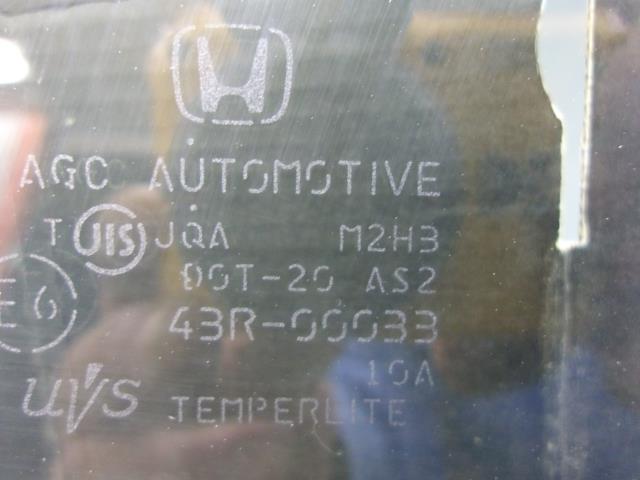 AGC AUTOMOTIVE
T JIS JQA M2H3
DOT-20 AS2
E6 43R-00033
10A
UVS TEMPERLITE